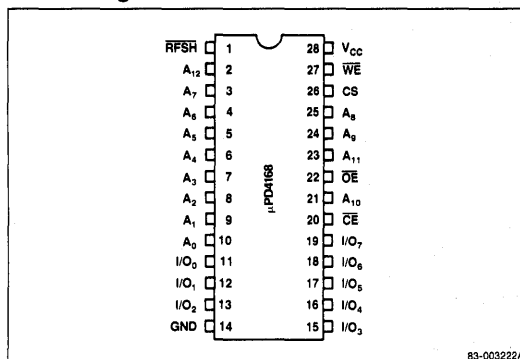 RFSH 1 28 VCC
A12 2 27 WE
A7 3 26 CS
A6 4 25 A8
A5 5 24 A9
A4 6 23 A11
A3 7 22 OE
A2 8 21 A10
A1 9 20 CE
A0 10 19 I/O7
I/O0 11 18 I/O6
I/O1 12 17 I/O5
I/O2 13 16 I/O4
GND 14 15 I/O3
μPD4168
83-003222A